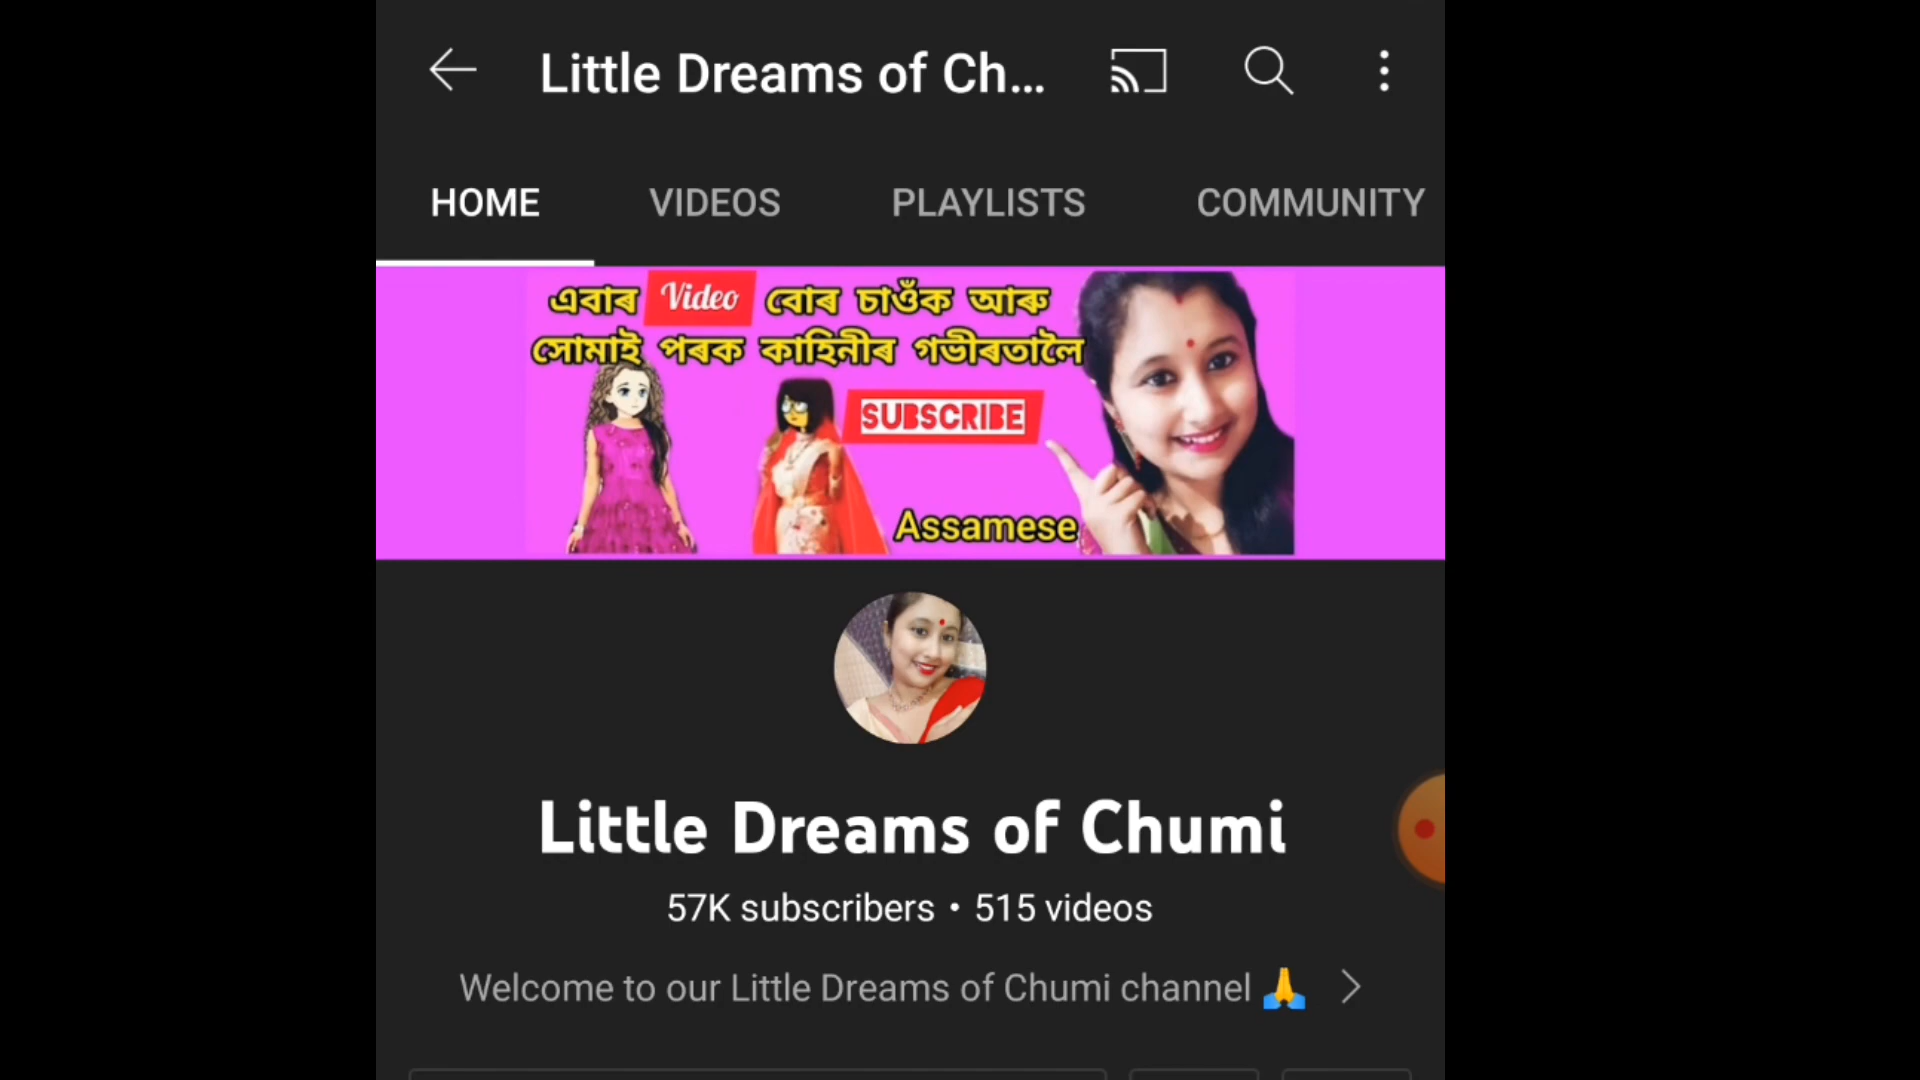 Little Dreams of Ch...
HOME VIDEOS PLAYLISTS COMMUNITY
এবাৰ Video বোৰ চাওঁক আৰু
সোমাই পৰক কাহিনীৰ গভীৰতালৈ
SUBSCRIBE
Assamese
Little Dreams of Chumi
57K subscribers • 515 videos
Welcome to our Little Dreams of Chumi channel 🙏